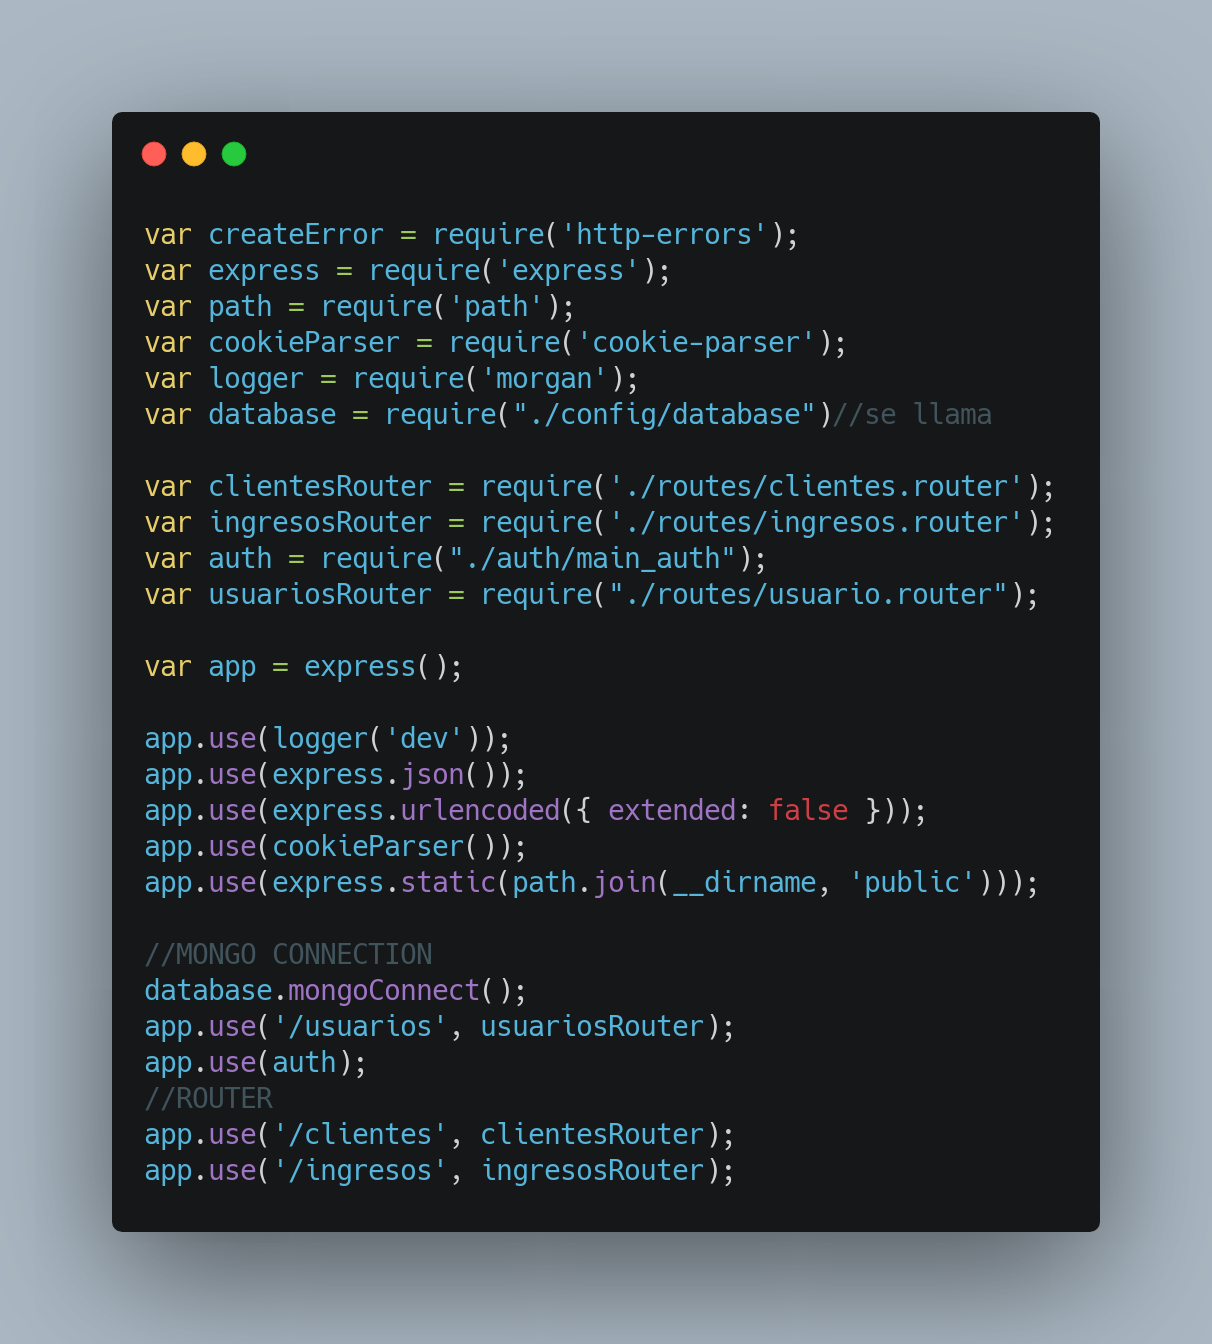 var createError = require('http-errors');
var express = require('express');
var path = require('path');
var cookieParser = require('cookie-parser');
var logger = require('morgan');
var database = require("./config/database")//se llama
var clientesRouter = require('./routes/clientes.router');
var ingresosRouter = require('./routes/ingresos.router');
var auth = require("./auth/main_auth");
var usuariosRouter = require("./routes/usuario.router");
var app = express();
app.use(logger('dev'));
app.use(express.json());
app.use(express.urlencoded({ extended: false }));
app.use(cookieParser());
app.use(express.static(path.join(__dirname, 'public')));
//MONGO CONNECTION
database.mongoConnect();
app.use('/usuarios', usuariosRouter);
app.use(auth);
//ROUTER
app.use('/clientes', clientesRouter);
app.use('/ingresos', ingresosRouter);